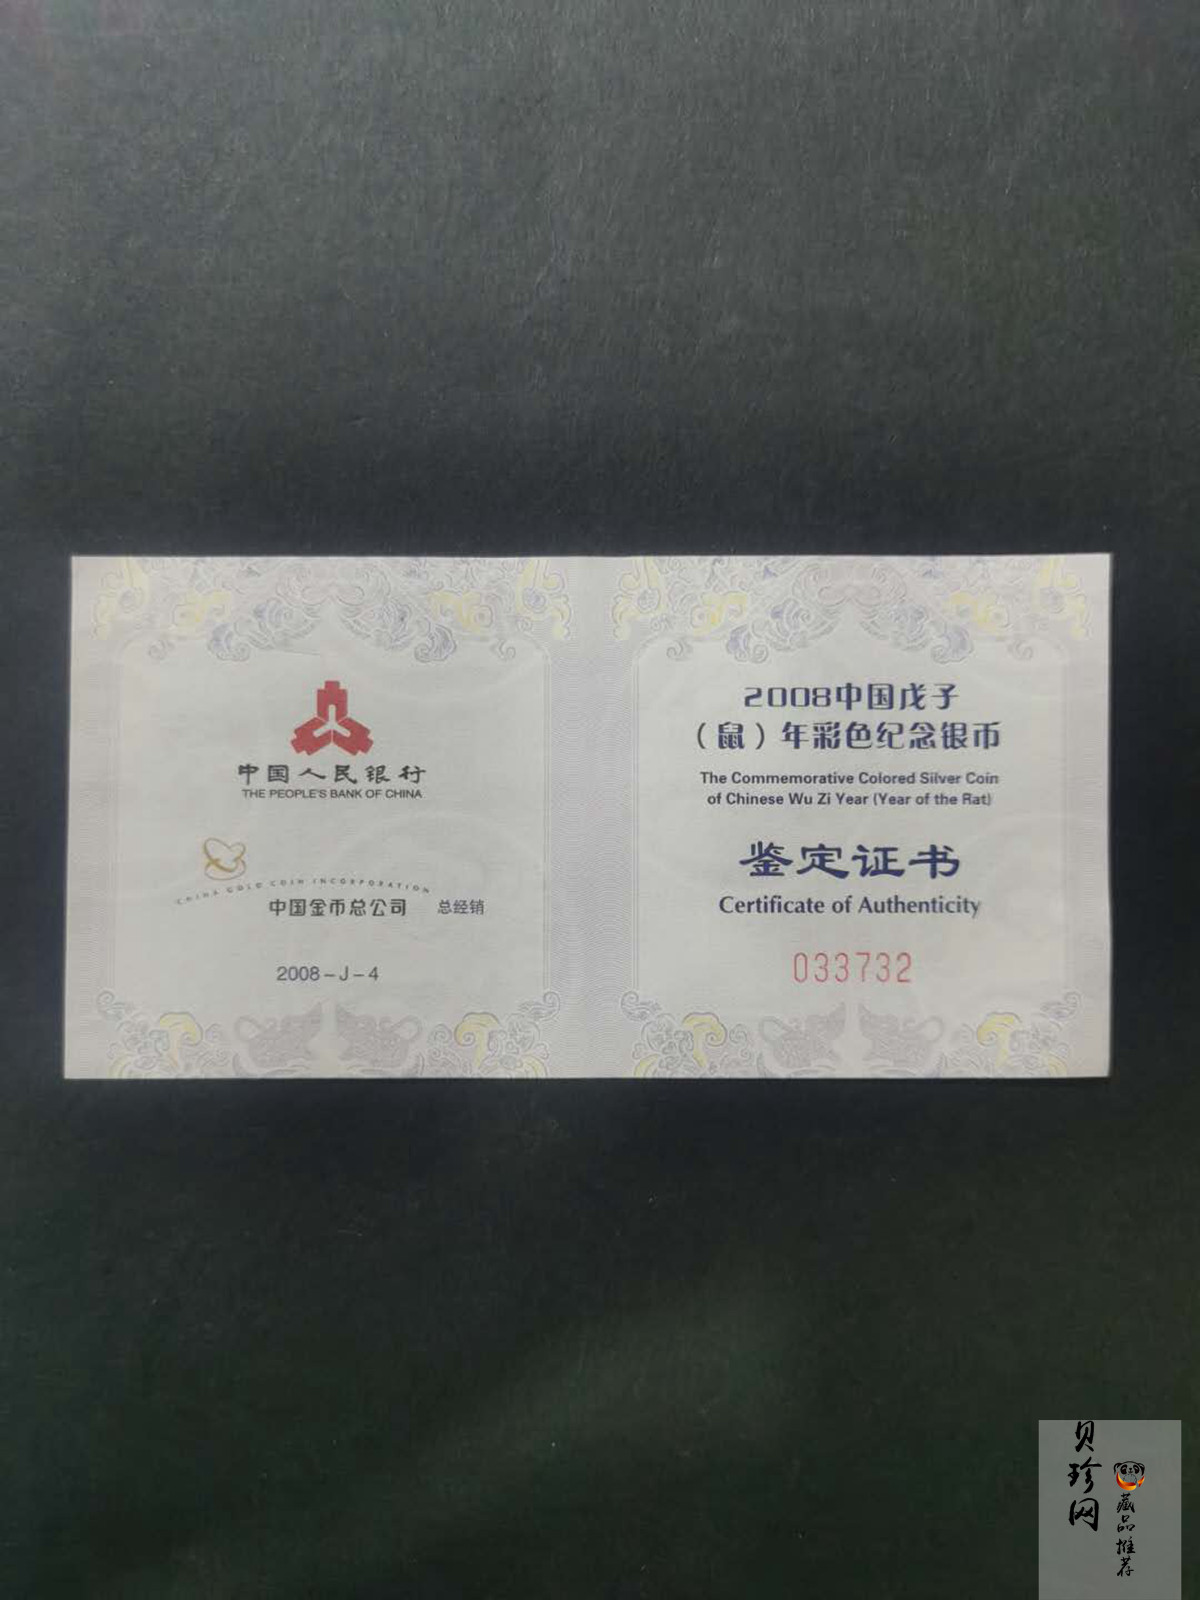 中国人民银行
THE PEOPLE'S BANK OF CHINA
CHINA GOLD COIN INCORPORATION
中国金币总公司 总经销
2008-J-4
2008中国戊子
（鼠）年彩色纪念银币
The Commemorative Colored Silver Coin
of Chinese Wu Zi Year (Year of the Rat)
鉴定证书
Certificate of Authenticity
033732
贝珍网
藏品推荐